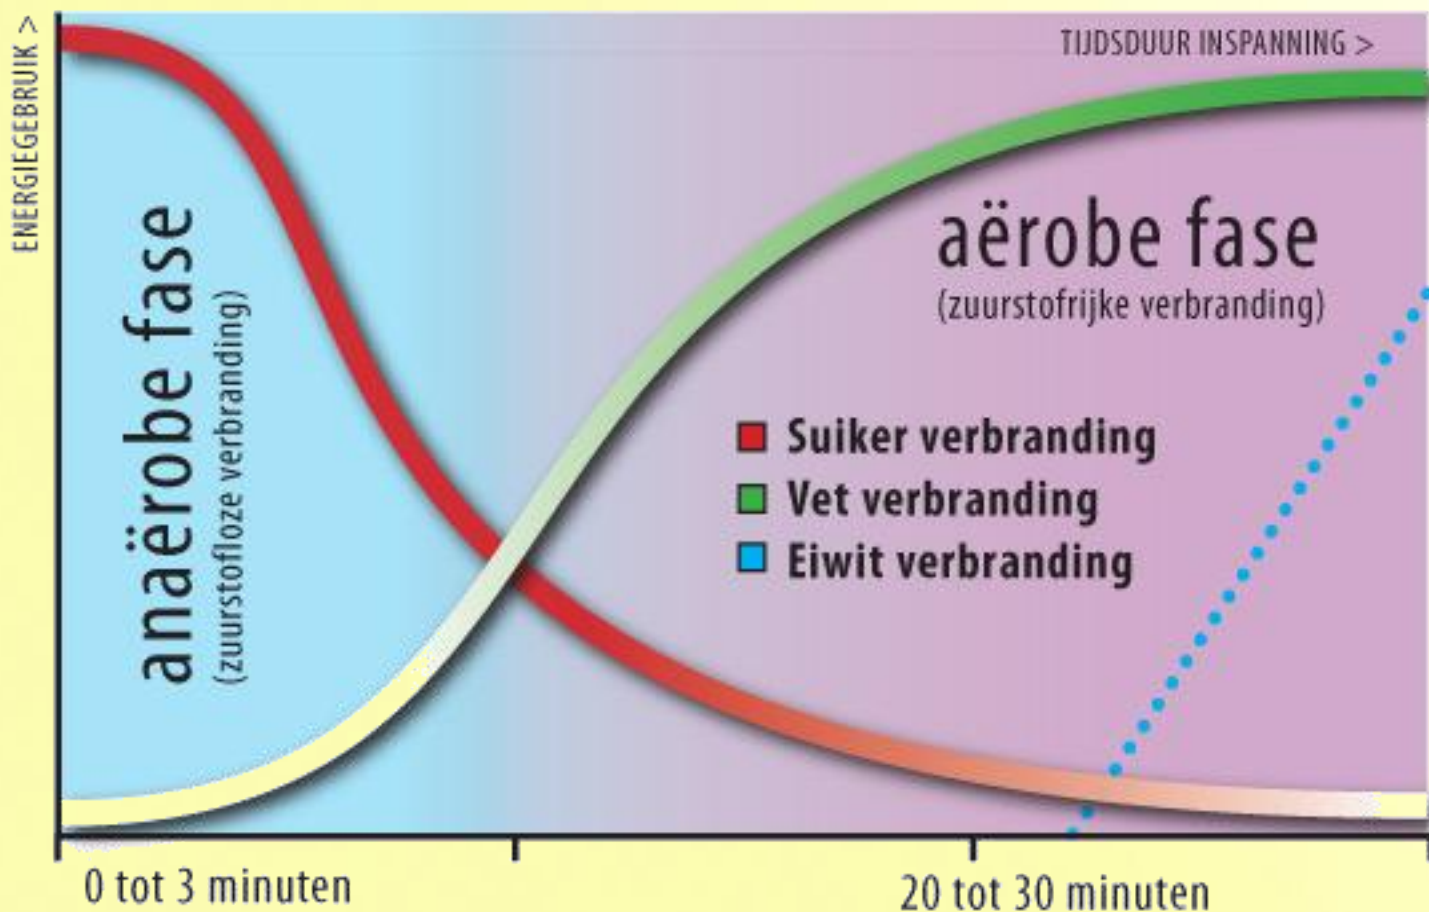 ENERGIEGEBRUIK >
TIJDSDUUR INSPANNING >
anaërobe fase
(zuurstofloze verbranding)
aërobe fase
(zuurstofrijke verbranding)
Suiker verbranding
Vet verbranding
Eiwit verbranding
0 tot 3 minuten
20 tot 30 minuten